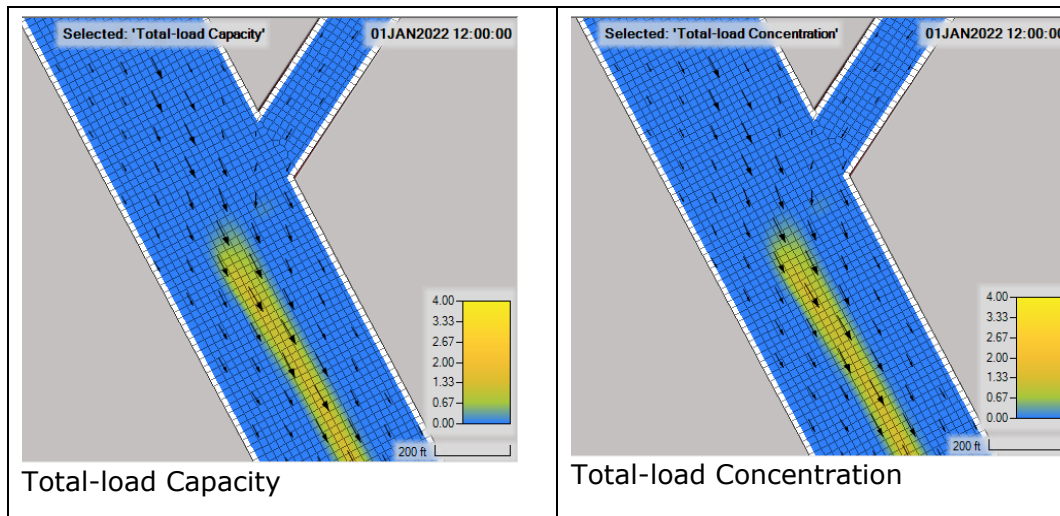 Selected: 'Total-load Capacity' 01JAN2022 12:00:00
4.00
3.33
2.67
2.00
1.33
0.67
0.00
200 ft
Total-load Capacity
Selected: 'Total-load Concentration' 01JAN2022 12:00:00
4.00
3.33
2.67
2.00
1.33
0.67
0.00
200 ft
Total-load Concentration